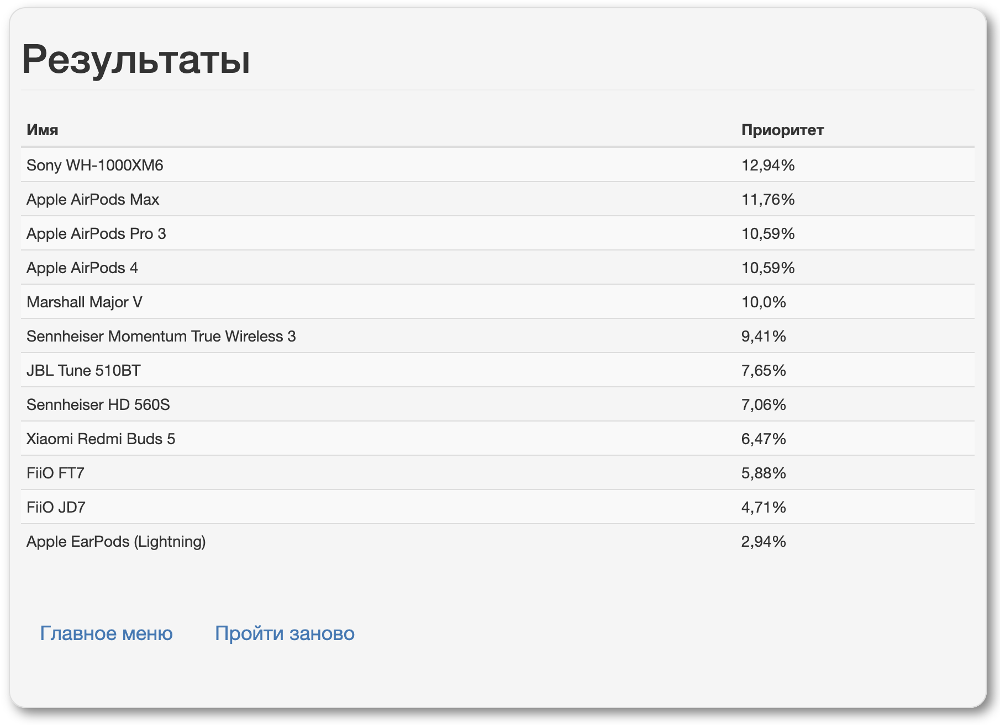 Результаты
Имя Приоритет
Sony WH-1000XM6 12,94%
Apple AirPods Max 11,76%
Apple AirPods Pro 3 10,59%
Apple AirPods 4 10,59%
Marshall Major V 10,0%
Sennheiser Momentum True Wireless 3 9,41%
JBL Tune 510BT 7,65%
Sennheiser HD 560S 7,06%
Xiaomi Redmi Buds 5 6,47%
FiiO FT7 5,88%
FiiO JD7 4,71%
Apple EarPods (Lightning) 2,94%
Главное меню Пройти заново